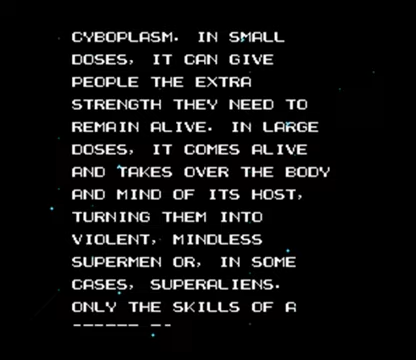 CYBOPLASM. IN SMALL
DOSES, IT CAN GIVE
PEOPLE THE EXTRA
STRENGTH THEY NEED TO
REMAIN ALIVE. IN LARGE
DOSES, IT COMES ALIVE
AND TAKES OVER THE BODY
AND MIND OF ITS HOST,
TURNING THEM INTO
VIOLENT, MINDLESS
SUPERMEN OR, IN SOME
CASES, SUPERALIENS.
ONLY THE SKILLS OF A